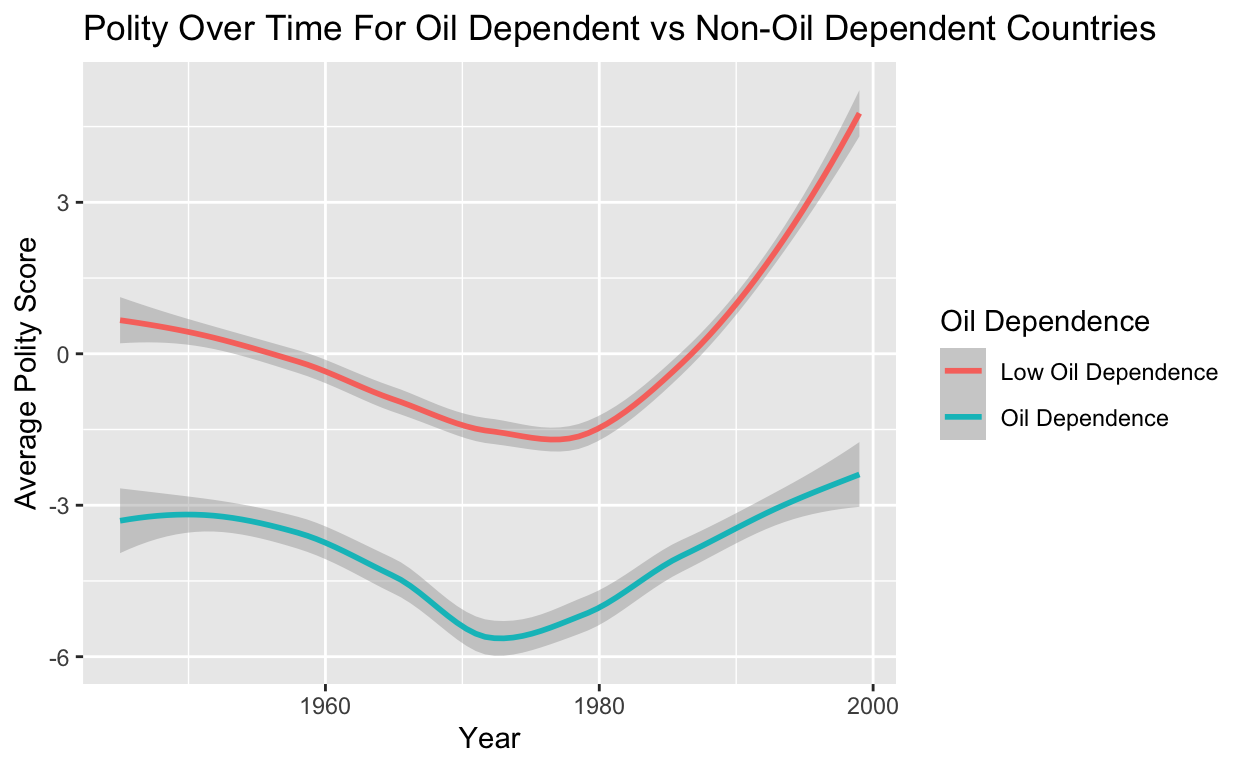 Polity Over Time For Oil Dependent vs Non-Oil Dependent Countries
Average Polity Score
3
0
-3
-6
1960
1980
2000
Year
Oil Dependence
Low Oil Dependence
Oil Dependence